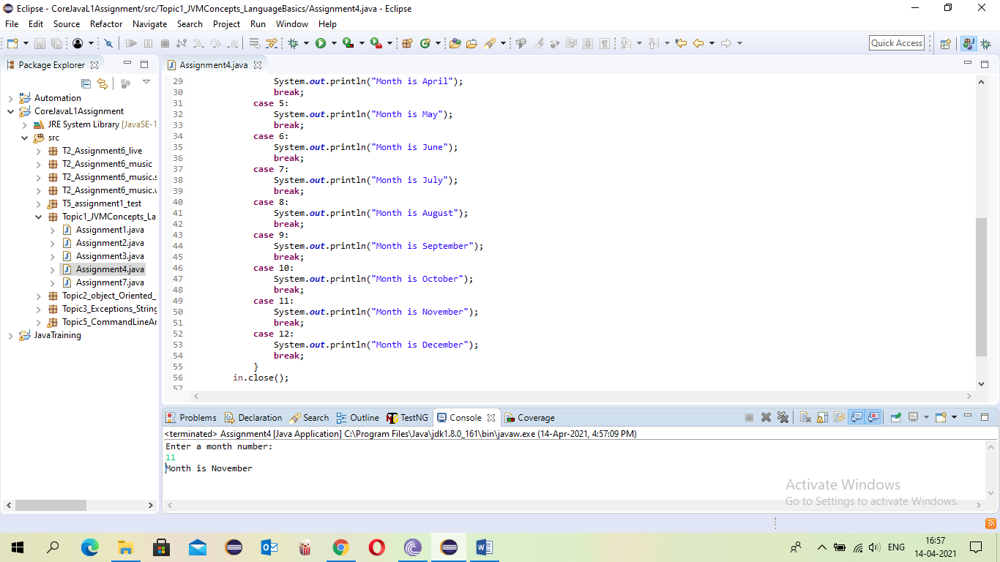 Eclipse - CoreJavaL1Assignment/src/Topic1_JVMConcepts_LanguageBasics/Assignment4.java - Eclipse
File Edit Source Refactor Navigate Search Project Run Window Help
Quick Access
Package Explorer
Automation
CoreJavaL1Assignment
JRE System Library [JavaSE-1
src
T2_Assignment6_live
T2_Assignment6_music
T2_Assignment6_music.s
T2_Assignment6_music.v
T5_assignment1_test
Topic1_JVMConcepts_La
Assignment1.java
Assignment2.java
Assignment3.java
Assignment4.java
Assignment7.java
Topic2_object_Oriented_
Topic3_Exceptions_String
Topic5_CommandLineAr
JavaTraining
Assignment4.java
29 System.out.println("Month is April");
30 break;
31 case 5:
32 System.out.println("Month is May");
33 break;
34 case 6:
35 System.out.println("Month is June");
36 break;
37 case 7:
38 System.out.println("Month is July");
39 break;
40 case 8:
41 System.out.println("Month is August");
42 break;
43 case 9:
44 System.out.println("Month is September");
45 break;
46 case 10:
47 System.out.println("Month is October");
48 break;
49 case 11:
50 System.out.println("Month is November");
51 break;
52 case 12:
53 System.out.println("Month is December");
54 break;
55 }
56 in.close();
57
Problems Declaration Search Outline TestNG Console Coverage
<terminated> Assignment4 [Java Application] C:\Program Files\Java\jdk1.8.0_161\bin\javaw.exe (14-Apr-2021, 4:57:09 PM)
Enter a month number:
11
Month is November
Activate Windows
Go to Settings to activate Windows.
ENG
16:57
14-04-2021